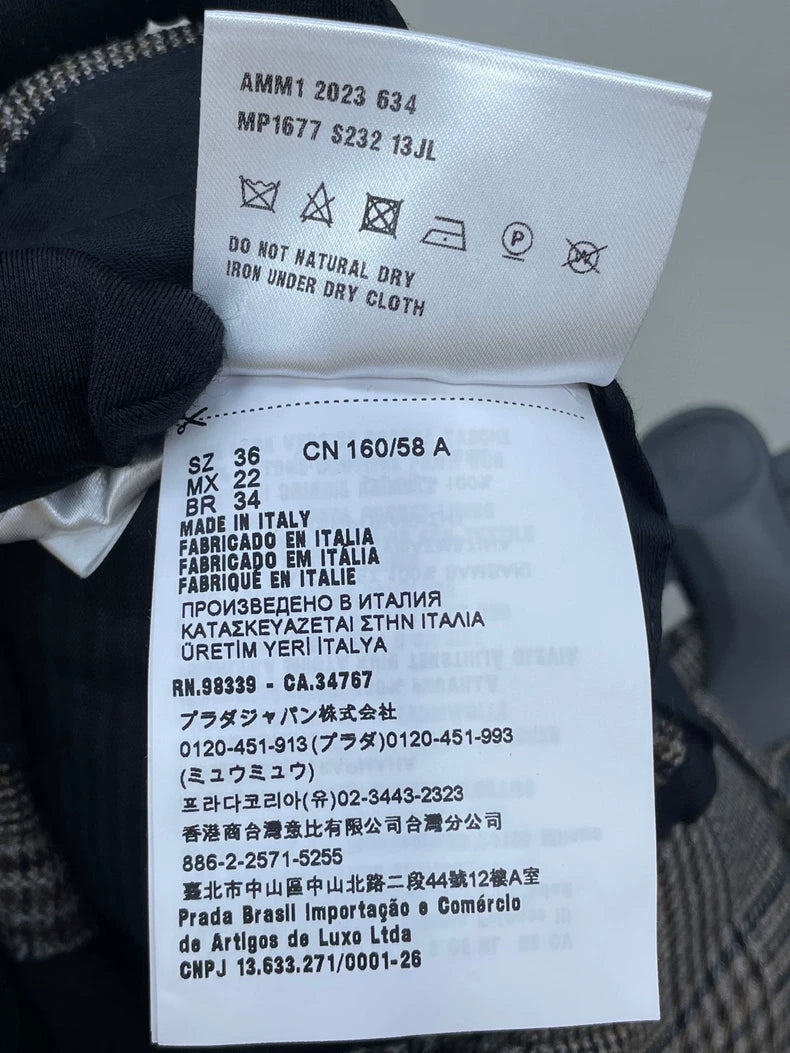 AMM1 2023 634
MP1677 S232 13JL
P
W
DO NOT NATURAL DRY
IRON UNDER DRY CLOTH
SZ 36 CN 160/58 A
MX 22
BR 34
MADE IN ITALY
FABRICADO EN ITALIA
FABRICADO EM ITÁLIA
FABRIQUÉ EN ITALIE
ПРОИЗВЕДЕНО В ИТАЛИЯ
ΚΑΤΑΣΚΕΥΑΖΕΤΑΙ ΣΤΗΝ ΙΤΑΛΙΑ
ÜRETİM YERİ İTALYA
RN.98339 - CA.34767
プラダジャパン株式会社
0120-451-913(プラダ)0120-451-993
(ミュウミュウ)
프라다코리아(유)02-3443-2323
香港商台灣意比有限公司台灣分公司
886-2-2571-5255
臺北市中山區中山北路二段44號12樓A室
Prada Brasil Importação e Comércio
de Artigos de Luxo Ltda
CNPJ 13.633.271/0001-26